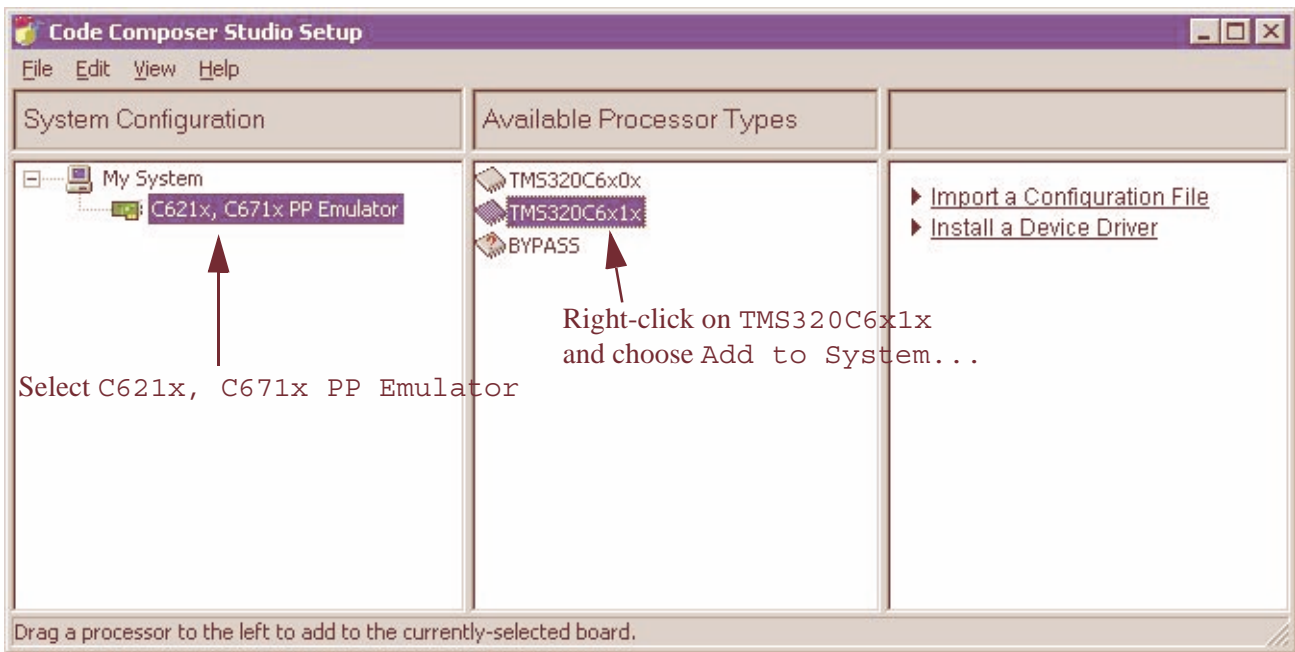 Code Composer Studio Setup
File Edit View Help
System Configuration
Available Processor Types
My System
C621x, C671x PP Emulator
TMS320C6x0x
TMS320C6x1x
BYPASS
Import a Configuration File
Install a Device Driver
Right-click on TMS320C6x1x
and choose Add to System...
Select C621x, C671x PP Emulator
Drag a processor to the left to add to the currently-selected board.